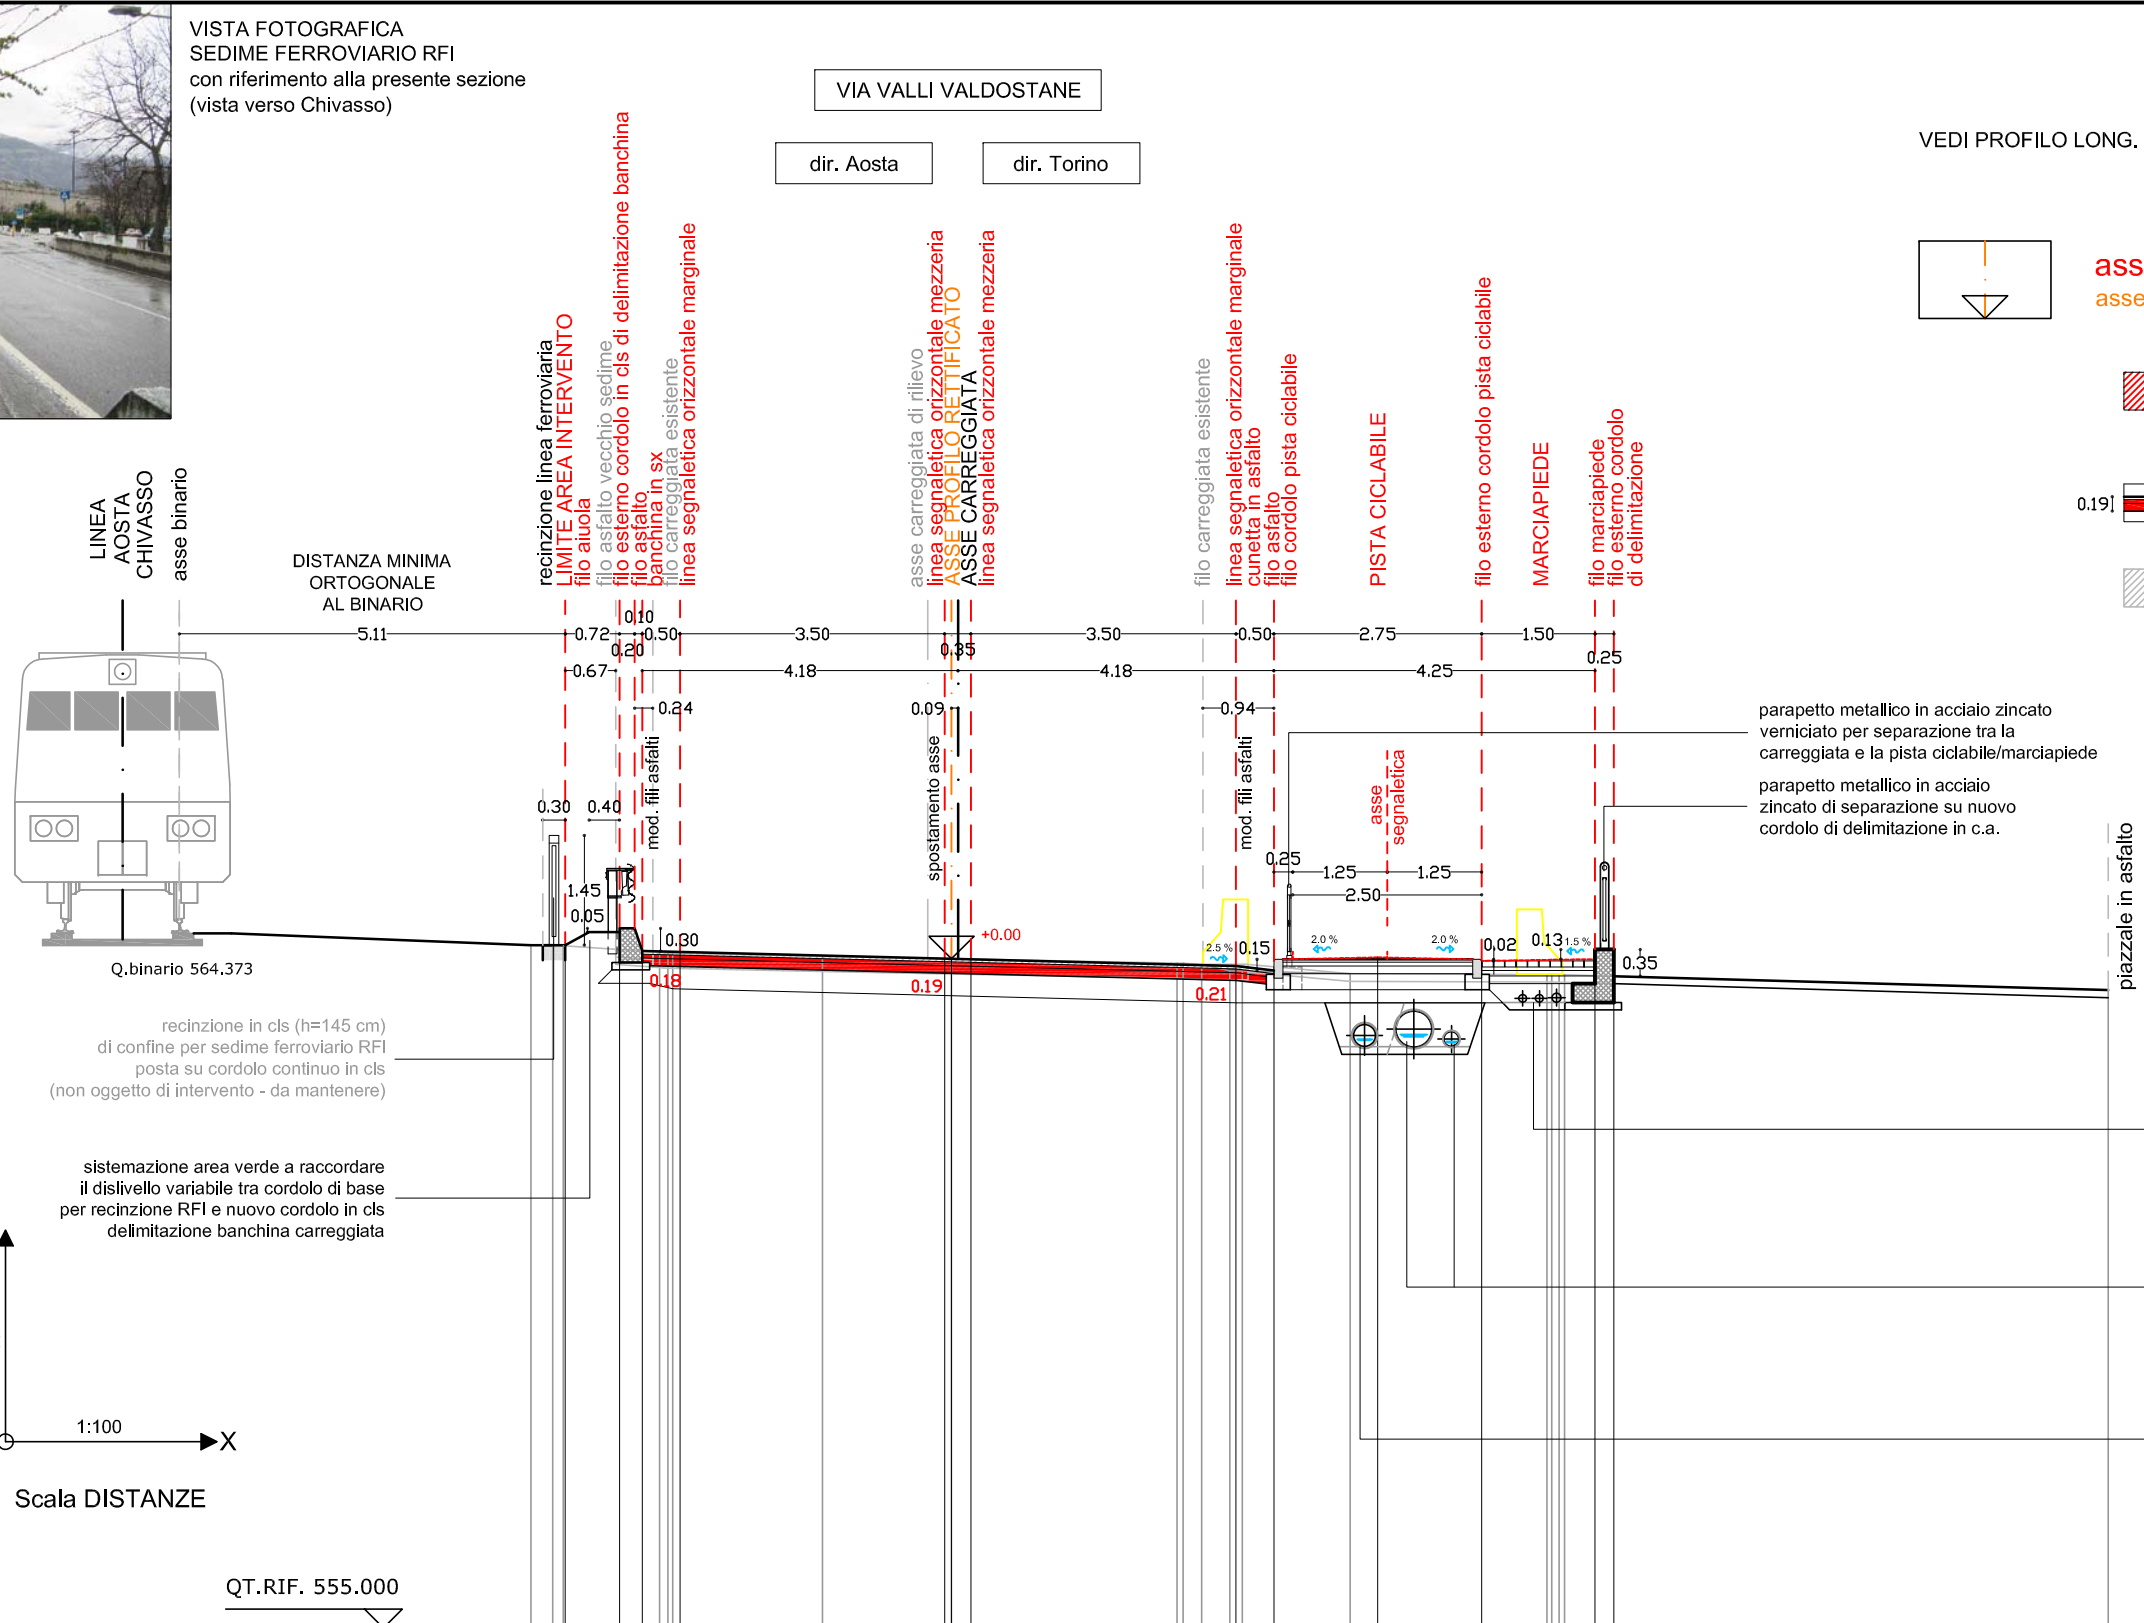 VISTA FOTOGRAFICA
SEDIME FERROVIARIO RFI
con riferimento alla presente sezione
(vista verso Chivasso)
VIA VALLI VALDOSTANE
dir. Aosta
dir. Torino
VEDI PROFILO LONG.
LINEA
AOSTA
CHIVASSO
asse binario
DISTANZA MINIMA
ORTOGONALE
AL BINARIO
recinzione linea ferroviaria
LIMITE AREA INTERVENTO
filo aiuola
filo asfalto vecchio sedime
filo esterno cordolo in cls di delimitazione banchina
filo asfalto
banchina in sx
filo carreggiata esistente
linea segnaletica orizzontale marginale
asse carreggiata di rilievo
linea segnaletica orizzontale mezzeria
ASSE PROFILO RETTIFICATO
ASSE CARREGGIATA
linea segnaletica orizzontale mezzeria
filo carreggiata esistente
linea segnaletica orizzontale marginale
cunetta in asfalto
filo asfalto
filo cordolo pista ciclabile
PISTA CICLABILE
filo esterno cordolo pista ciclabile
MARCIAPIEDE
filo marciapiede
filo esterno cordolo
di delimitazione
ass
asse
0.19
5.11
0.72
0.10
0.50
3.50
3.50
0.50
2.75
1.50
0.20
0.35
0.25
0.67
4.18
4.18
4.25
0.24
0.09
0.94
mod. fili asfalti
spostamento asse
mod. fili asfalti
asse
segnaletica
parapetto metallico in acciaio zincato
verniciato per separazione tra la
carreggiata e la pista ciclabile/marciapiede
parapetto metallico in acciaio
zincato di separazione su nuovo
cordolo di delimitazione in c.a.
piazzale in asfalto
0.30
0.40
1.45
0.05
0.30
0.25
1.25
1.25
2.50
+0.00
2.5 %
0.15
2.0 %
2.0 %
0.02
0.13
1.5 %
0.35
Q.binario 564.373
0.18
0.19
0.21
recinzione in cls (h=145 cm)
di confine per sedime ferroviario RFI
posta su cordolo continuo in cls
(non oggetto di intervento - da mantenere)
sistemazione area verde a raccordare
il dislivello variabile tra cordolo di base
per recinzione RFI e nuovo cordolo in cls
delimitazione banchina carreggiata
1:100
X
Scala DISTANZE
QT.RIF. 555.000